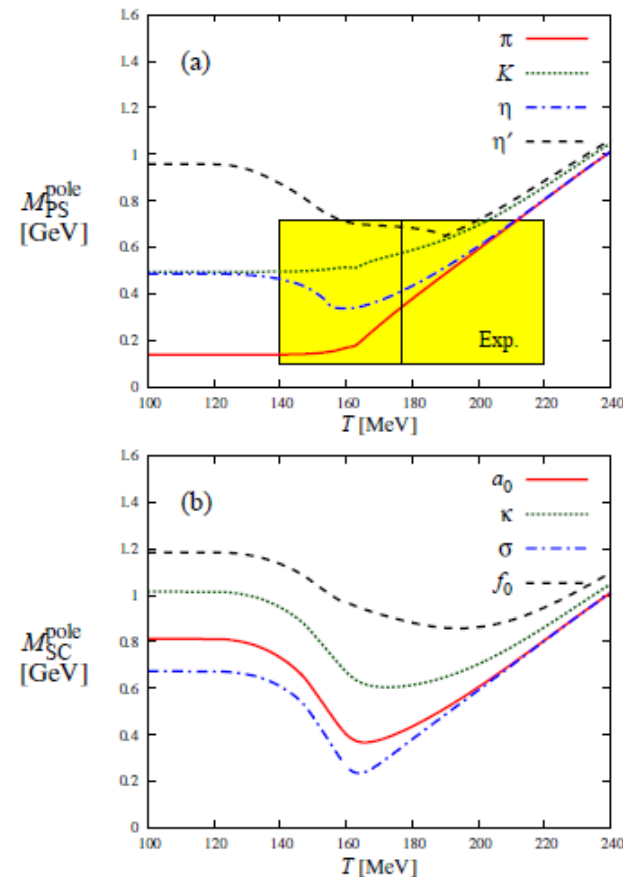 (a)
π
K
η
η′
M_PS^pole
[GeV]
1.6
1.4
1.2
1
0.8
0.6
0.4
0.2
0
Exp.
100 120 140 160 180 200 220 240
T [MeV]
(b)
a₀
κ
σ
f₀
M_SC^pole
[GeV]
1.6
1.4
1.2
1
0.8
0.6
0.4
0.2
0
100 120 140 160 180 200 220 240
T [MeV]